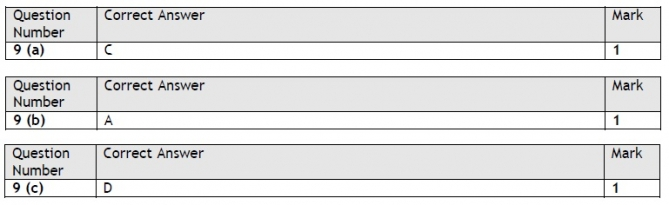 Question Number Correct Answer Mark
9 (a) C 1
Question Number Correct Answer Mark
9 (b) A 1
Question Number Correct Answer Mark
9 (c) D 1